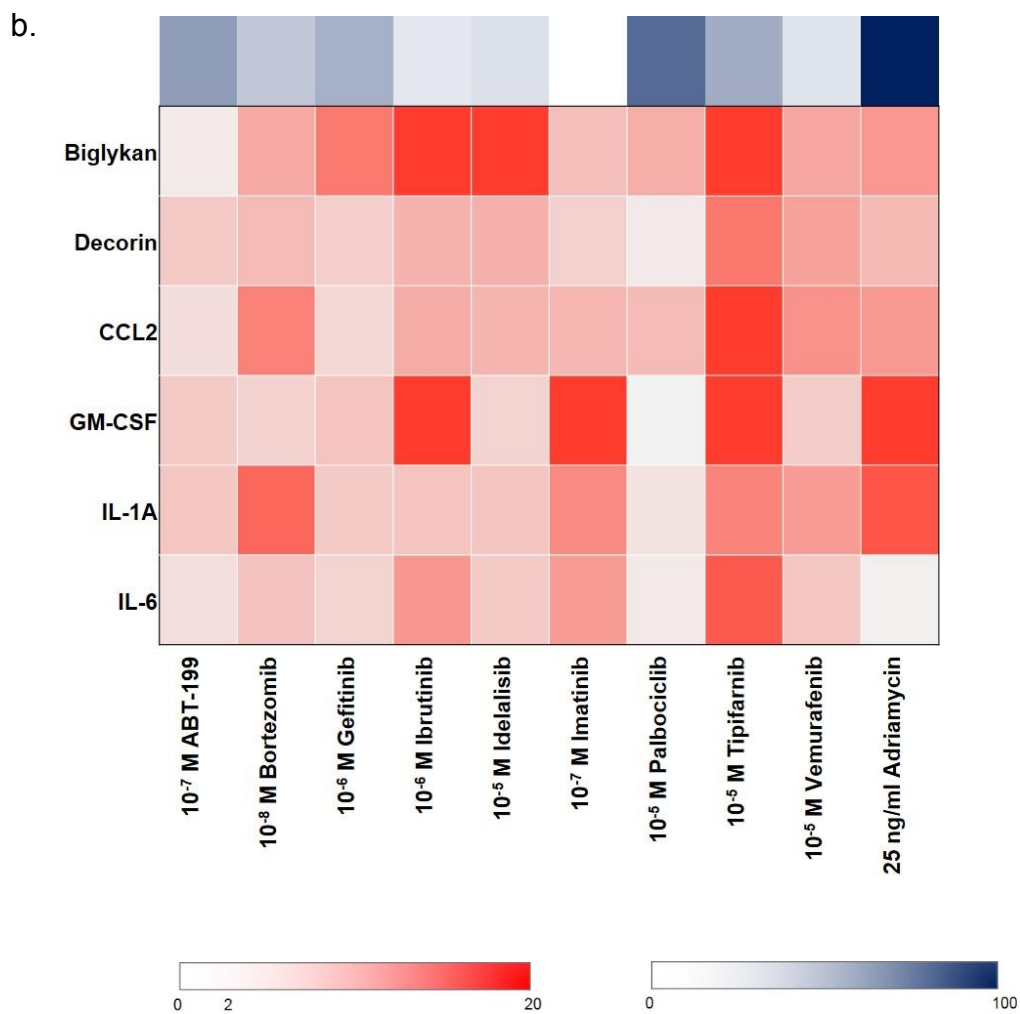 b.
Biglykan
Decorin
CCL2
GM-CSF
IL-1A
IL-6
10⁻⁷ M ABT-199
10⁻⁸ M Bortezomib
10⁻⁶ M Gefitinib
10⁻⁶ M Ibrutinib
10⁻⁵ M Idelalisib
10⁻⁷ M Imatinib
10⁻⁵ M Palbociclib
10⁻⁵ M Tipifarnib
10⁻⁵ M Vemurafenib
25 ng/ml Adriamycin
0 2 20
0 100